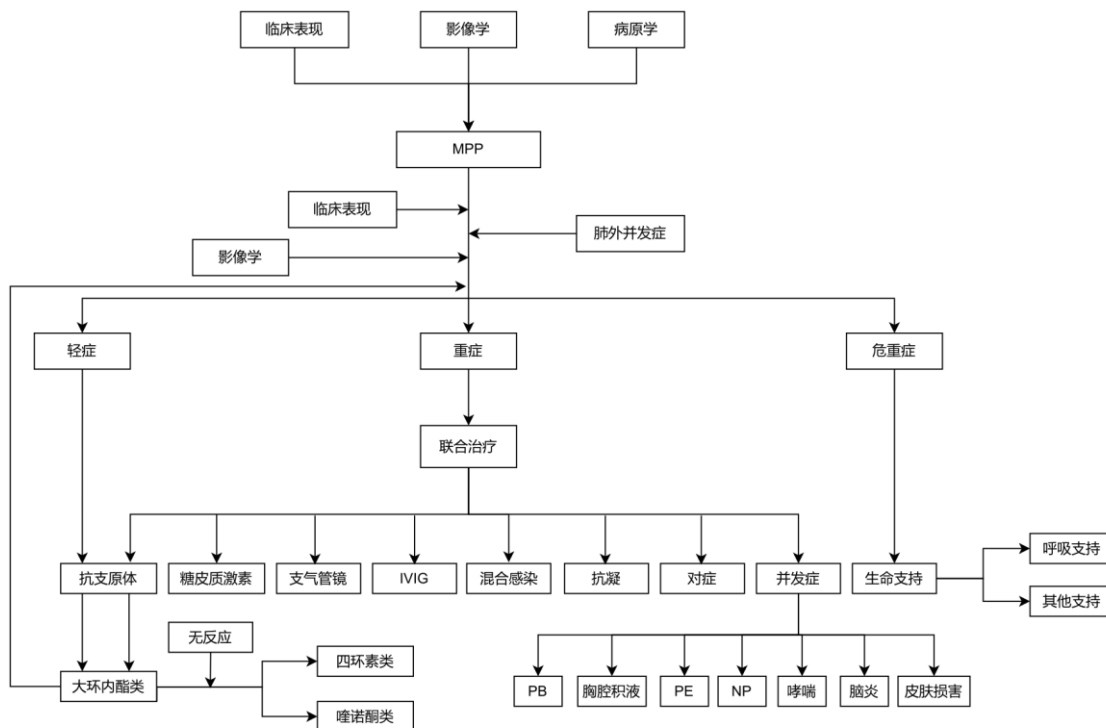 临床表现
影像学
病原学
MPP
临床表现
肺外并发症
影像学
轻症
重症
危重症
联合治疗
抗支原体
糖皮质激素
支气管镜
IVIG
混合感染
抗凝
对症
并发症
生命支持
呼吸支持
其他支持
无反应
大环内酯类
四环素类
喹诺酮类
PB
胸腔积液
PE
NP
哮喘
脑炎
皮肤损害